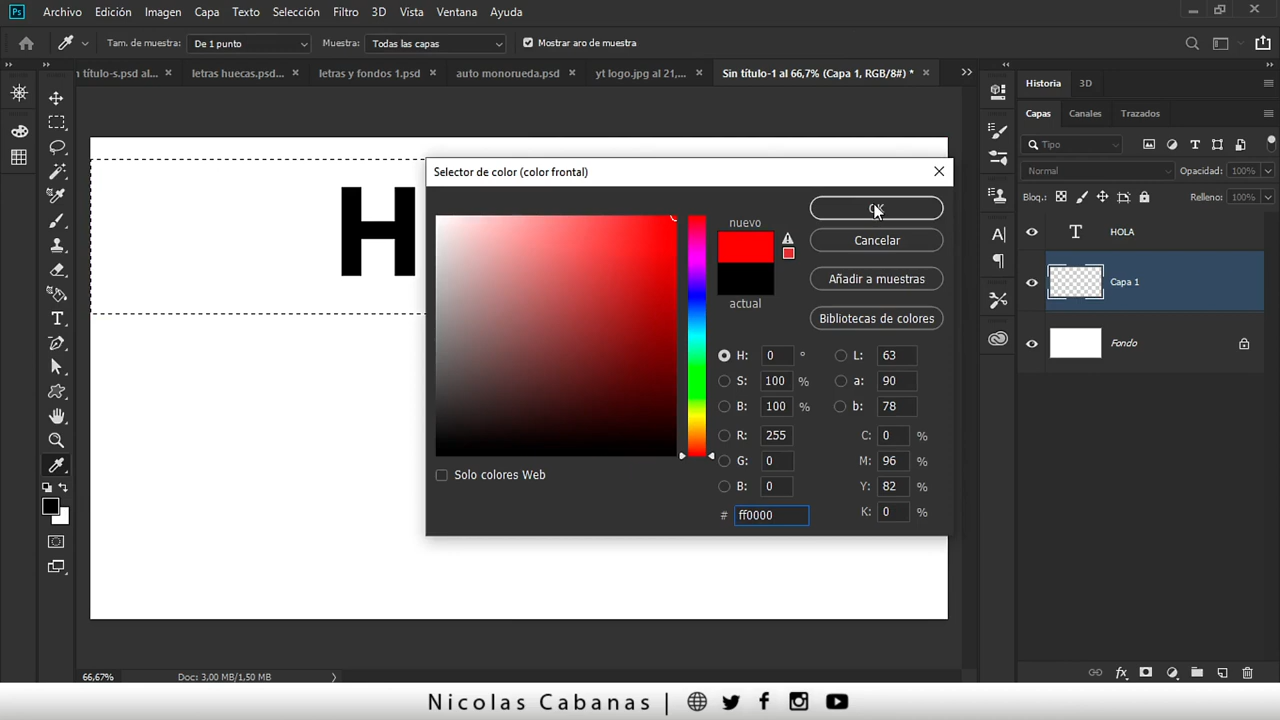 Ps Archivo Edición Imagen Capa Texto Selección Filtro 3D Vista Ventana Ayuda
Tam. de muestra: De 1 punto Muestra: Todas las capas Mostrar aro de muestra
n título-s.psd al... × letras huecas.psd... × letras y fondos 1.psd × auto monorueda.psd × yt logo.jpg al 21,... × Sin título-1 al 66,7% (Capa 1, RGB/8#) * ×
Historia 3D
Capas Canales Trazados
Tipo
Normal Opacidad: 100%
Bloq.: Relleno: 100%
HOLA
Capa 1
Fondo
H
Selector de color (color frontal)
nuevo
actual
OK
Cancelar
Añadir a muestras
Bibliotecas de colores
H: 0 ° L: 63
S: 100 % a: 90
B: 100 % b: 78
R: 255 C: 0 %
G: 0 M: 96 %
B: 0 Y: 82 %
# ff0000 K: 0 %
Solo colores Web
66,67% Doc: 3,00 MB/1,50 MB
Nicolas Cabanas |